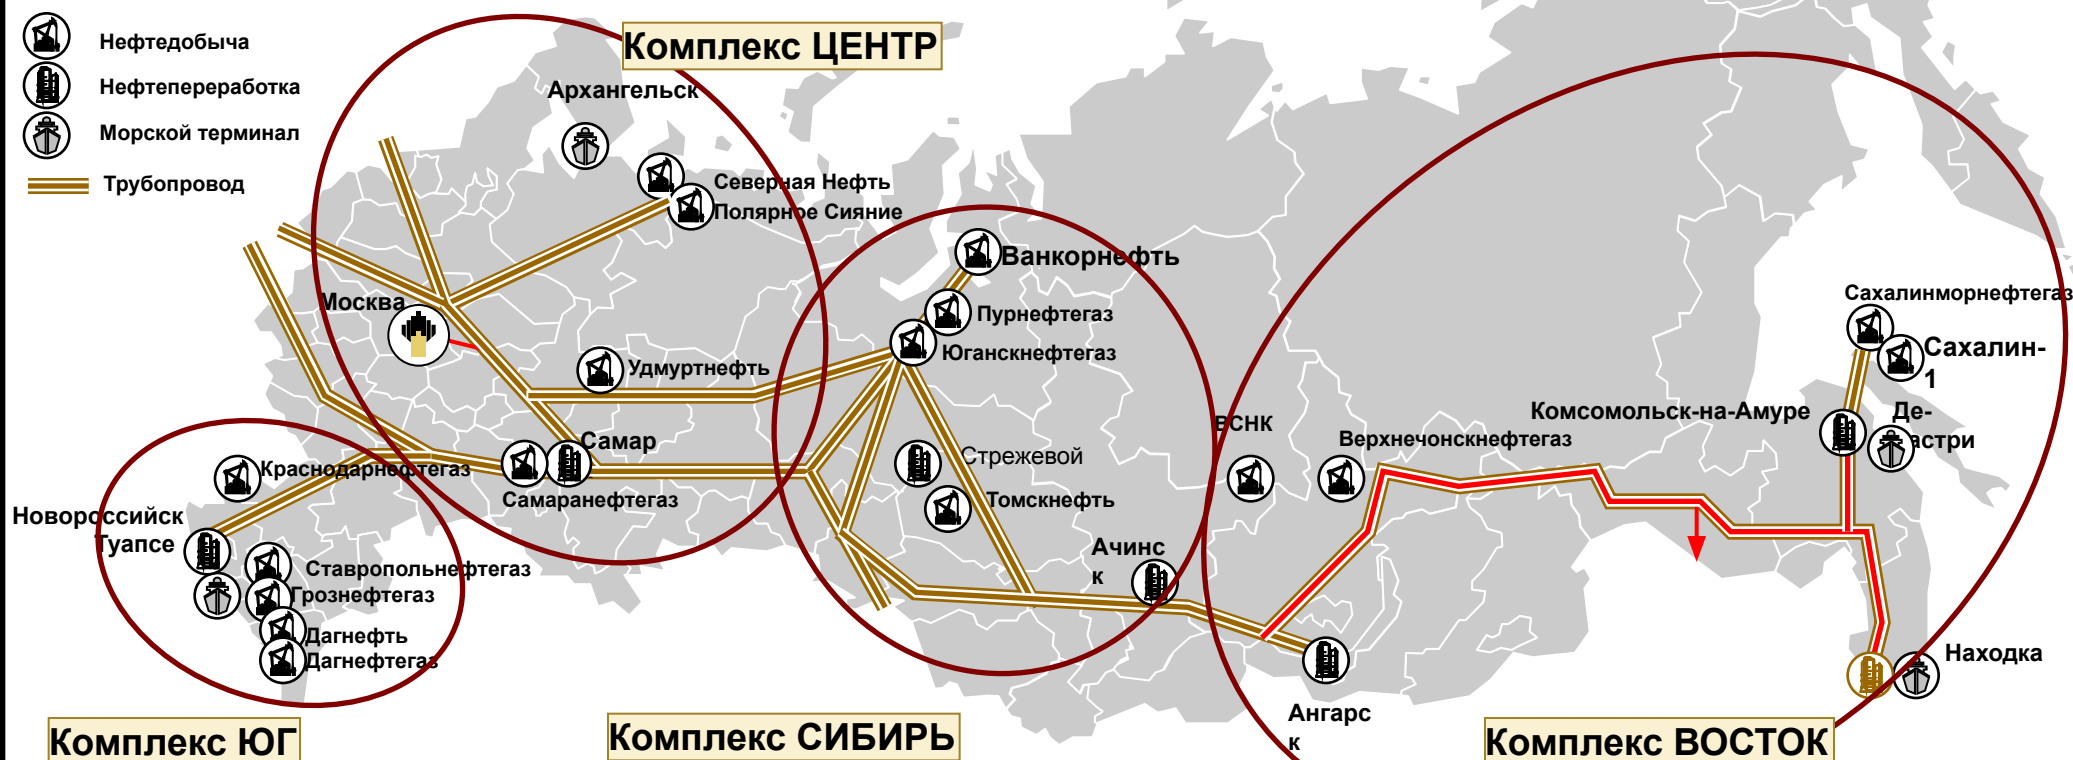 Нефтедобыча
Нефтепереработка
Морской терминал
Трубопровод
Комплекс ЦЕНТР
Архангельск
Северная Нефть
Полярное Сияние
Москва
Удмуртнефть
Самар
Самаранефтегаз
Ванкорнефть
Пурнефтегаз
Юганскнефтегаз
Стрежевой
Томскнефть
Ачинс
к
ВСНК
Верхнечонскнефтегаз
Комсомольск-на-Амуре
Сахалинморнефтегаз
Сахалин-
1
Де-
астри
Находка
Ангарс
к
Краснодарнефтегаз
Новороссийск
Туапсе
Ставропольнефтегаз
Грознефтегаз
Дагнефть
Дагнефтегаз
Комплекс ЮГ
Комплекс СИБИРЬ
Комплекс ВОСТОК